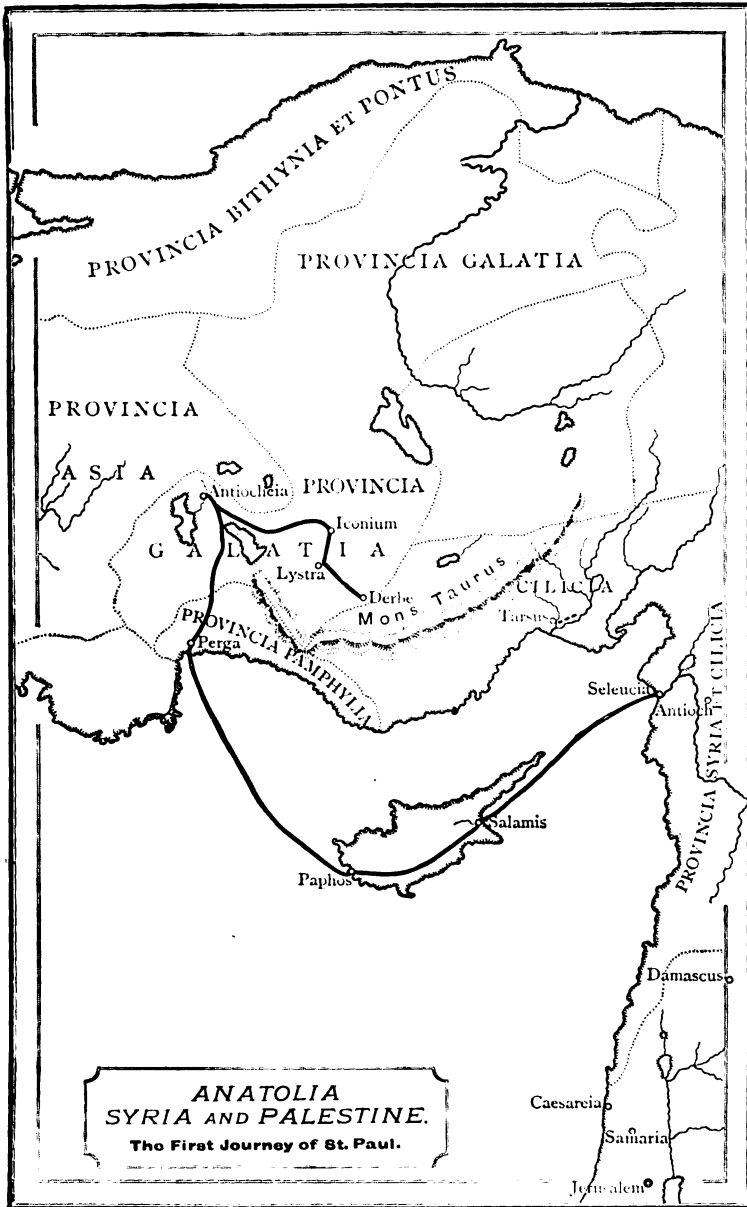 PROVINCIA BITHYNIA ET PONTUS
PROVINCIA GALATIA
PROVINCIA
ASIA
Antiocheia
PROVINCIA
Iconium
GALATIA
Lystra
Derbe
Mons Taurus
CILICIA
Tarsus
PROVINCIA PAMPHYLIA
Perga
Seleucia
Antioch
PROVINCIA SYRIA ET CILICIA
Salamis
Paphos
Damascus
Caesareia
Samaria
Jerusalem
ANATOLIA
SYRIA AND PALESTINE.
The First Journey of St. Paul.